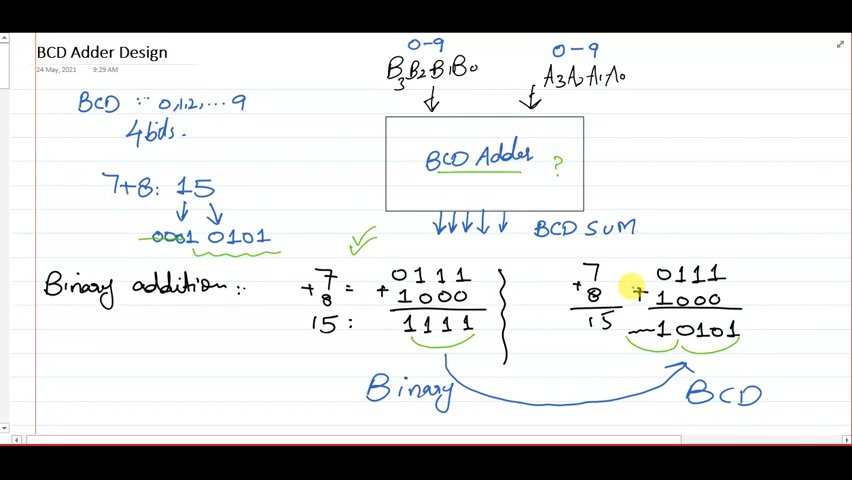 BCD Adder Design
24 May, 2021 9:29 AM
0-9 0-9
B3B2B1B0 A3A2A1A0
BCD ∵ 0,1,2,...9
4 bits.
BCD Adder ?
7+8: 15
0001 0101
BCD SUM
Binary addition :.
7 0111
+ 8 = + 1000
15 : 1111
7 0111
+ 8 + 1000
15 10101
Binary BCD